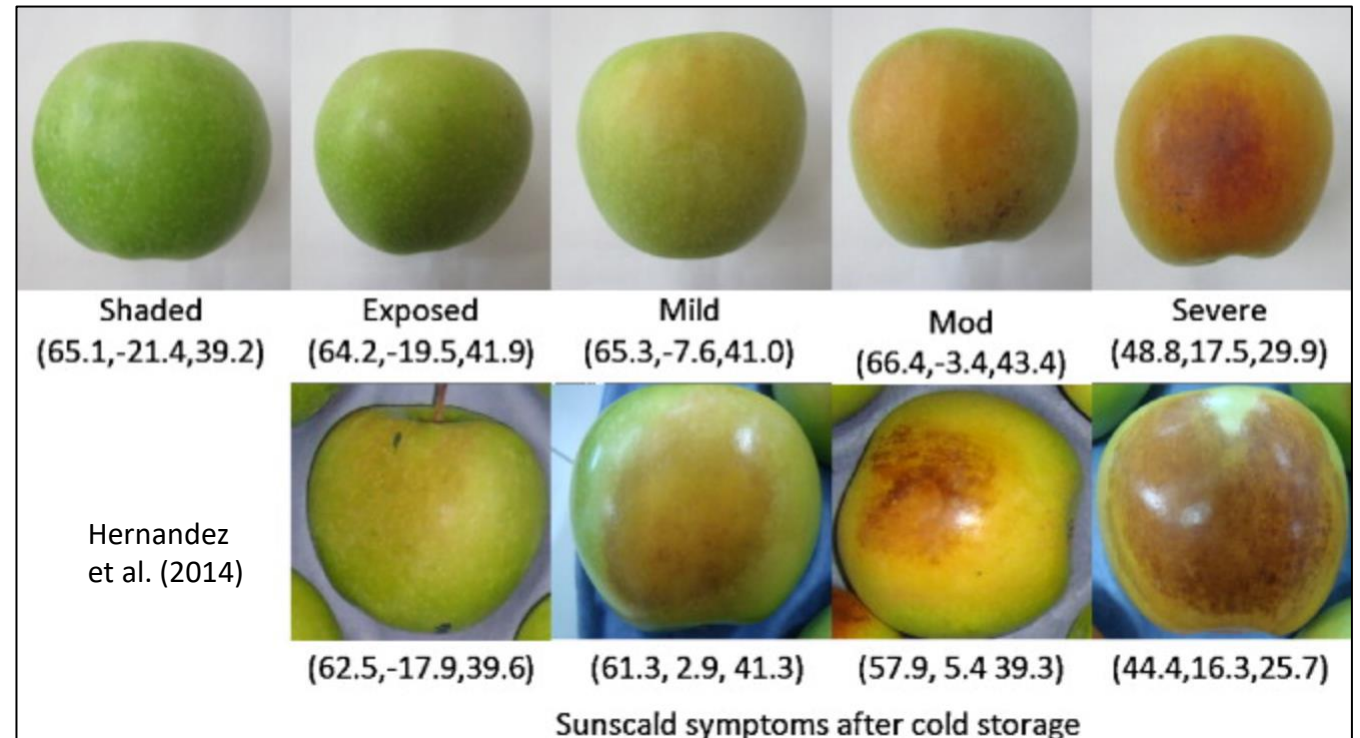 Shaded
(65.1,-21.4,39.2)
Exposed
(64.2,-19.5,41.9)
Mild
(65.3,-7.6,41.0)
Mod
(66.4,-3.4,43.4)
Severe
(48.8,17.5,29.9)
Hernandez
et al. (2014)
(62.5,-17.9,39.6)
(61.3, 2.9, 41.3)
(57.9, 5.4 39.3)
(44.4,16.3,25.7)
Sunscald symptoms after cold storage